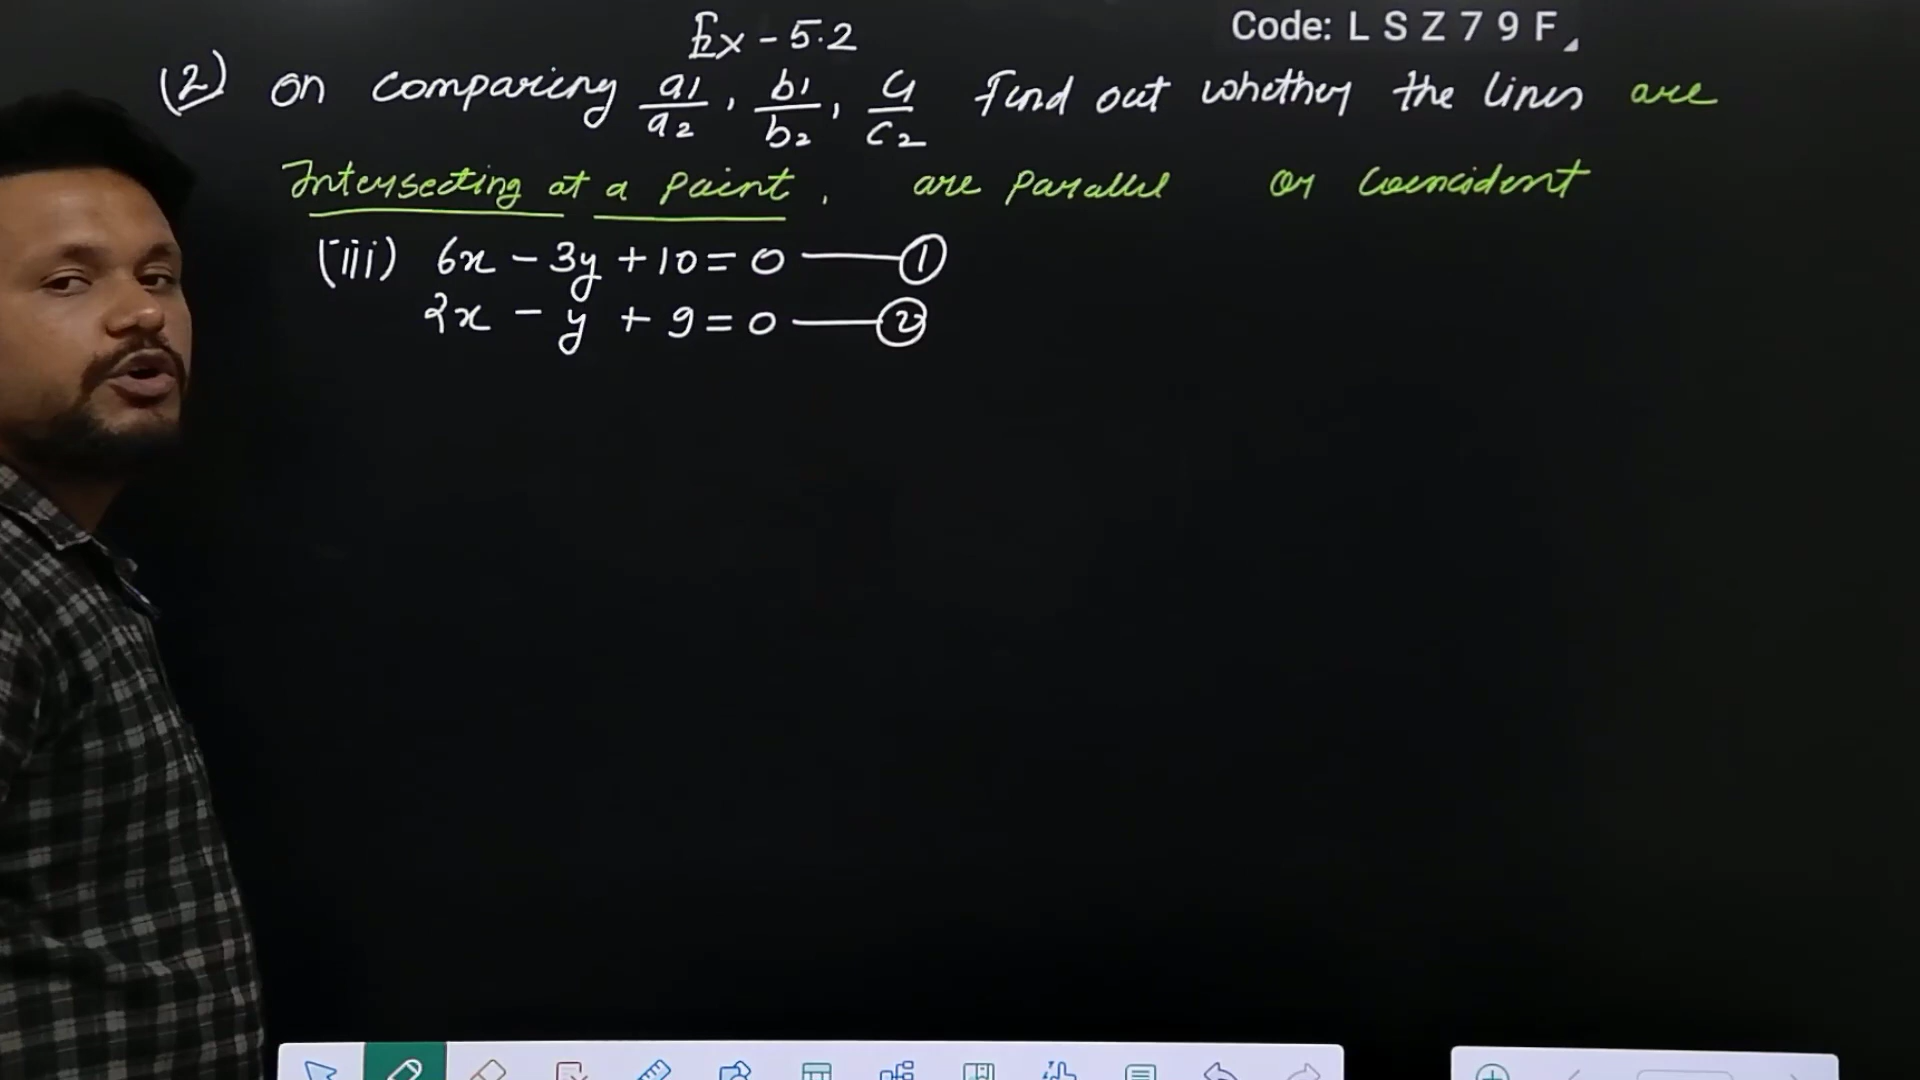 Ex - 5.2
Code: L S Z 7 9 F
(2) on comparing a1/a2, b1/b2, c1/c2 Find out whether the lines are
Intersecting at a point, are parallel or coincident
(iii) 6x - 3y + 10 = 0 —— ①
2x - y + 9 = 0 —— ②